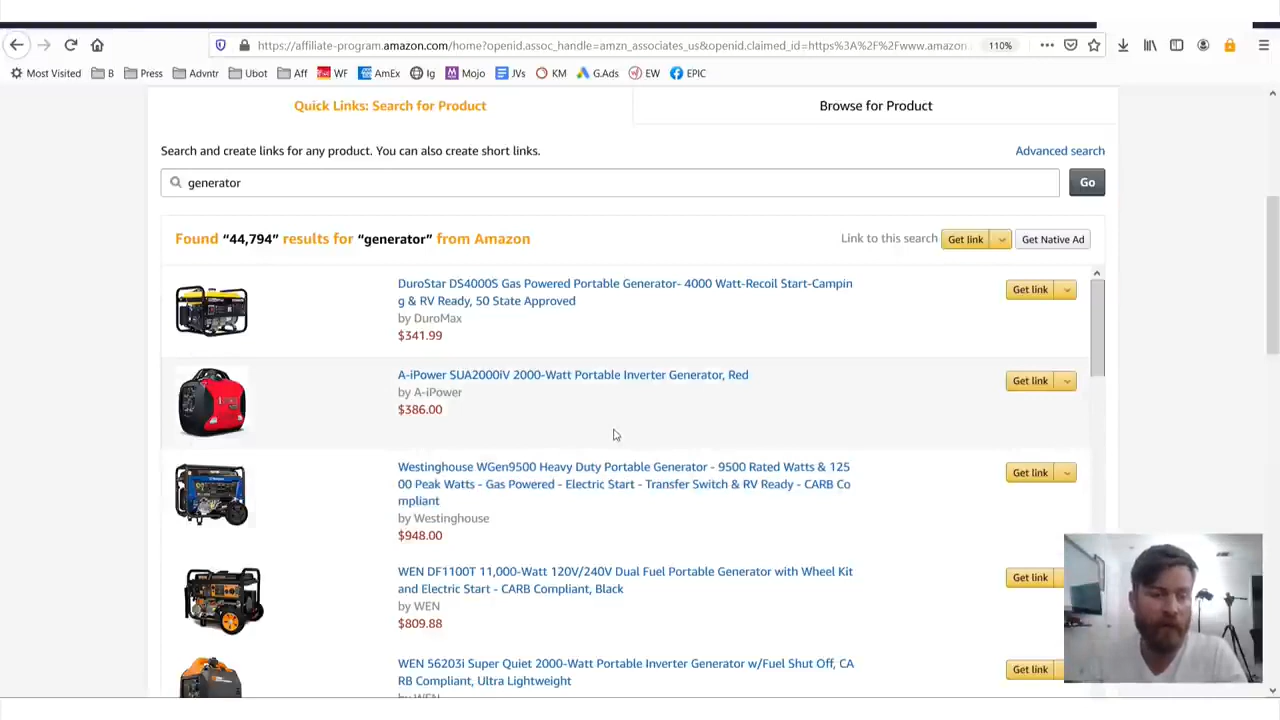 https://affiliate-program.amazon.com/home?openid.assoc_handle=amzn_associates_us&openid.claimed_id=https%3A%2F%2Fwww.amazon
110%
Most Visited B Press Advntr Ubot Aff WF AmEx Ig Mojo JVs KM G.Ads EW EPIC
Quick Links: Search for Product
Browse for Product
Search and create links for any product. You can also create short links.
Advanced search
generator
Go
Found “44,794” results for “generator” from Amazon
Link to this search
Get link
Get Native Ad
DuroStar DS4000S Gas Powered Portable Generator- 4000 Watt-Recoil Start-Campin
g & RV Ready, 50 State Approved
by DuroMax
$341.99
Get link
A-iPower SUA2000iV 2000-Watt Portable Inverter Generator, Red
by A-iPower
$386.00
Get link
Westinghouse WGen9500 Heavy Duty Portable Generator - 9500 Rated Watts & 125
00 Peak Watts - Gas Powered - Electric Start - Transfer Switch & RV Ready - CARB Co
mpliant
by Westinghouse
$948.00
Get link
WEN DF1100T 11,000-Watt 120V/240V Dual Fuel Portable Generator with Wheel Kit
and Electric Start - CARB Compliant, Black
by WEN
$809.88
Get link
WEN 56203i Super Quiet 2000-Watt Portable Inverter Generator w/Fuel Shut Off, CA
RB Compliant, Ultra Lightweight
by WEN
Get link